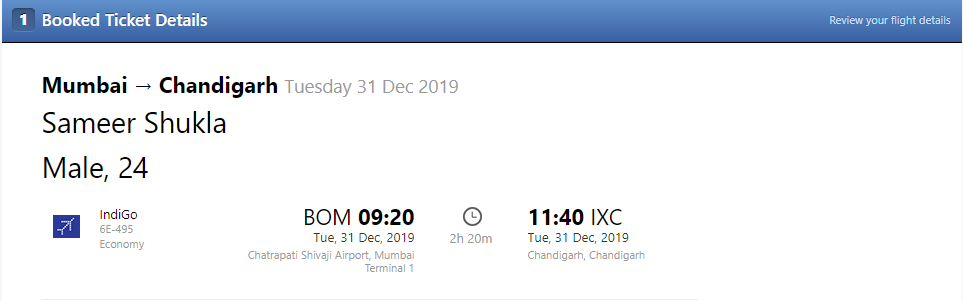 1 Booked Ticket Details Review your flight details
Mumbai → Chandigarh Tuesday 31 Dec 2019
Sameer Shukla
Male, 24
IndiGo
6E-495
Economy
BOM 09:20
Tue, 31 Dec, 2019
Chatrapati Shivaji Airport, Mumbai
Terminal 1
2h 20m
11:40 IXC
Tue, 31 Dec, 2019
Chandigarh, Chandigarh